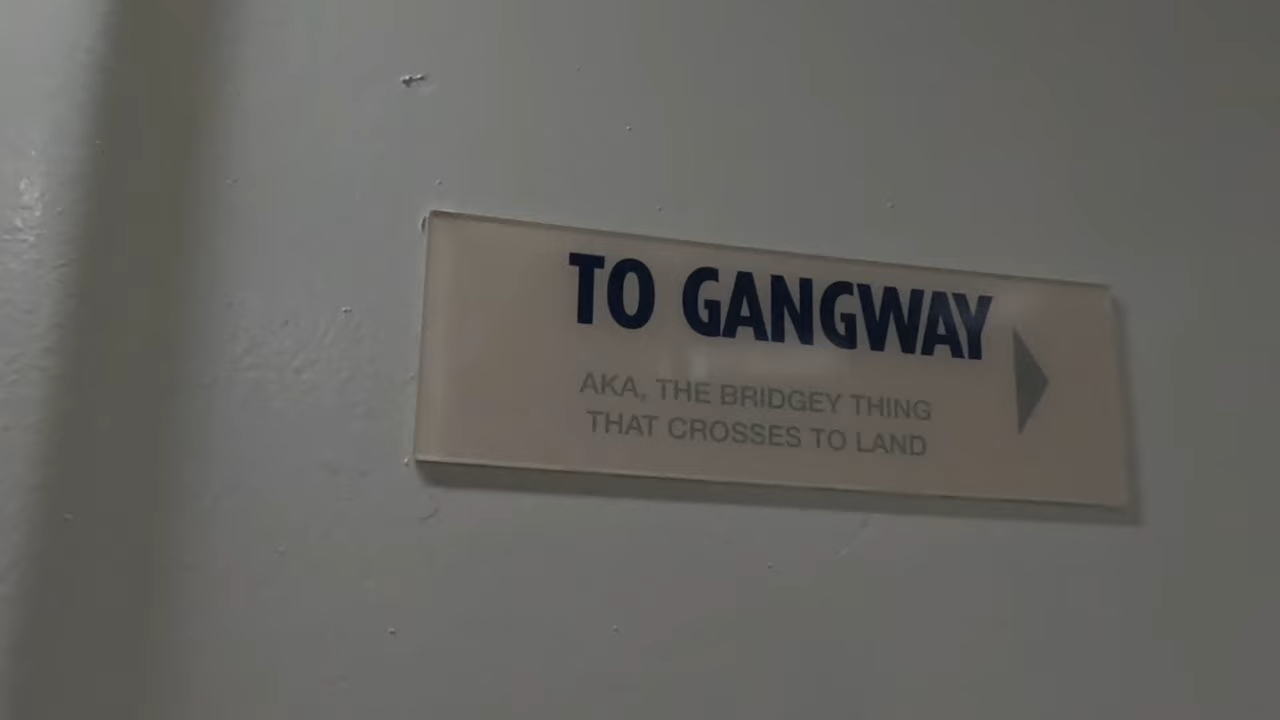 TO GANGWAY
AKA, THE BRIDGEY THING
THAT CROSSES TO LAND